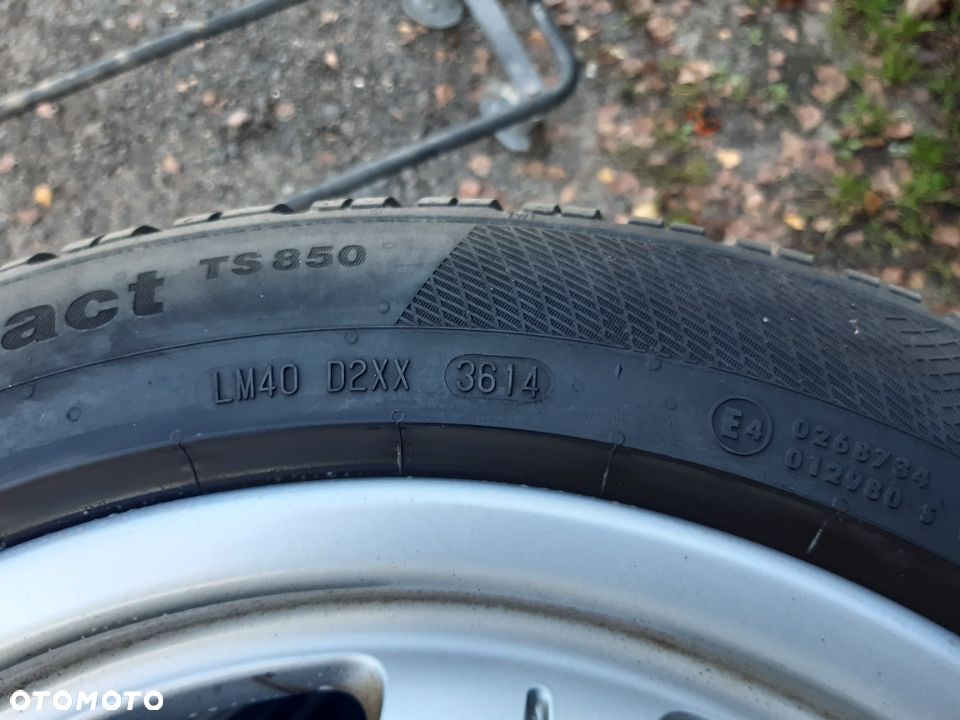 act TS850
LM40 D2XX 3614
E4 0268734
012980 S
OTOMOTO